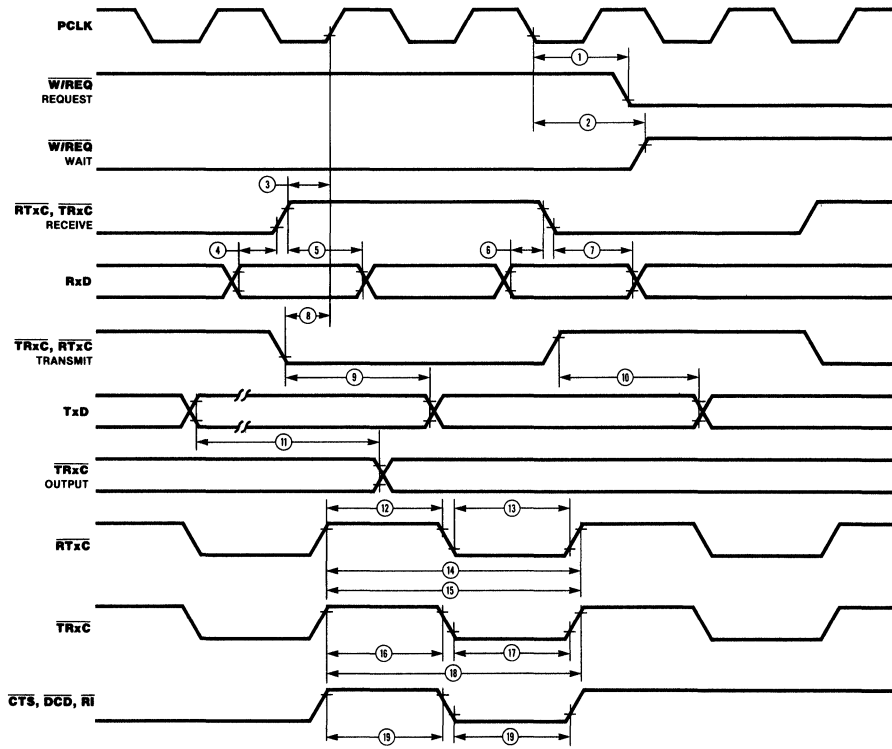 PCLK
1
W/REQ
REQUEST
2
W/REQ
WAIT
3
RTxC, TRxC
RECEIVE
4 5 6 7
RxD
8
TRxC, RTxC
TRANSMIT
9 10
TxD
11
TRxC
OUTPUT
12 13
RTxC
14
15
TRxC
16 17
18
CTS, DCD, RI
19 19